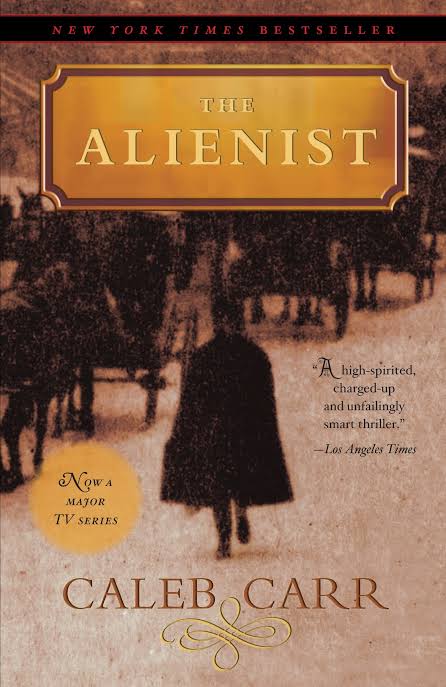 NEW YORK TIMES BESTSELLER
THE
ALIENIST
“A high-spirited,
charged-up
and unfailingly
smart thriller.”
—Los Angeles Times
NOW A
MAJOR
TV SERIES
CALEB CARR